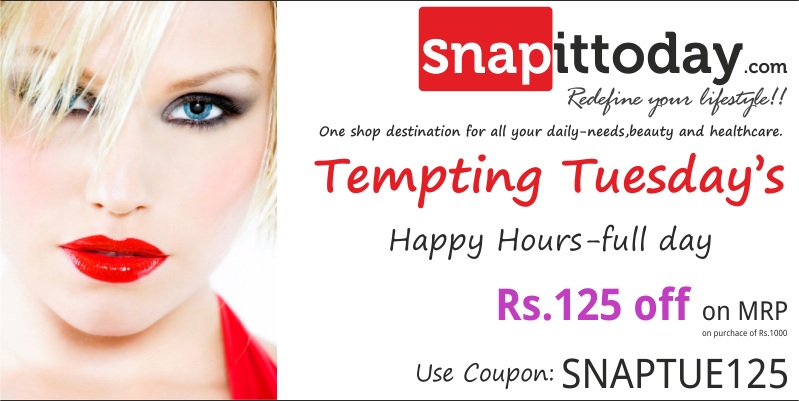 snapittoday.com
Redefine your lifestyle!!
One shop destination for all your daily-needs,beauty and healthcare.
Tempting Tuesday's
Happy Hours-full day
Rs.125 off on MRP
on purchace of Rs.1000
Use Coupon: SNAPTUE125